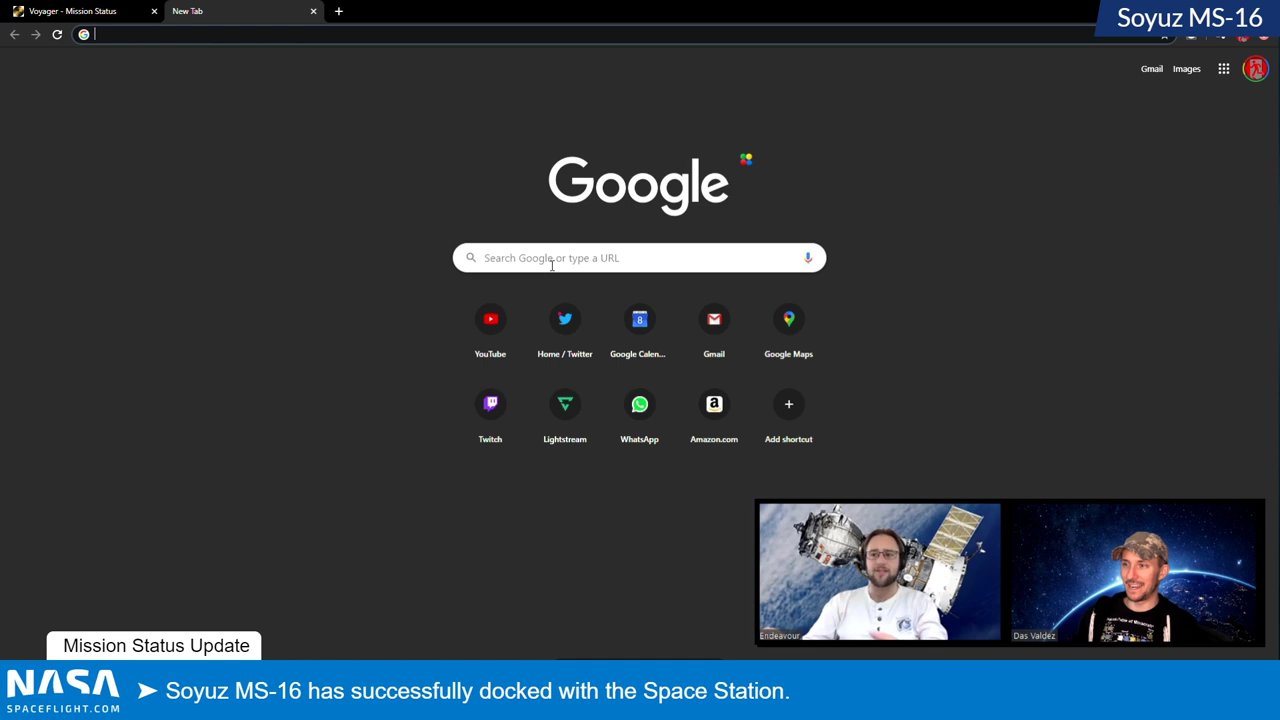 Voyager - Mission Status
New Tab
Soyuz MS-16
Gmail
Images
Google
Search Google or type a URL
8
YouTube
Home / Twitter
Google Calen...
Gmail
Google Maps
Twitch
Lightstream
WhatsApp
Amazon.com
Add shortcut
Endeavour
Das Valdez
Mission Status Update
NASA
SPACEFLIGHT.COM
➤ Soyuz MS-16 has successfully docked with the Space Station.